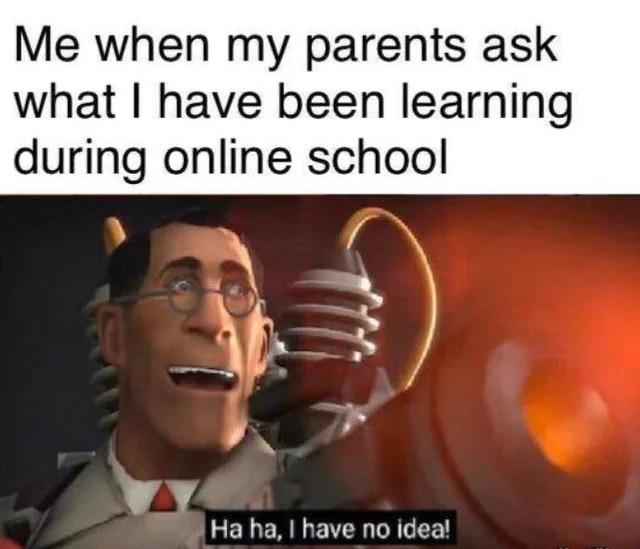 Me when my parents ask
what I have been learning
during online school
Ha ha, I have no idea!